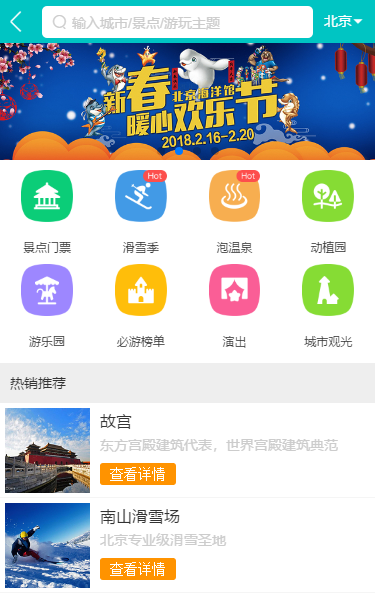 输入城市/景点/游玩主题
北京
新春
北京海洋馆
暖心欢乐节
2018.2.16-2.20
Hot
Hot
景点门票
滑雪季
泡温泉
动植园
游乐园
必游榜单
演出
城市观光
热销推荐
故宫
东方宫殿建筑代表，世界宫殿建筑典范
查看详情
南山滑雪场
北京专业级滑雪圣地
查看详情